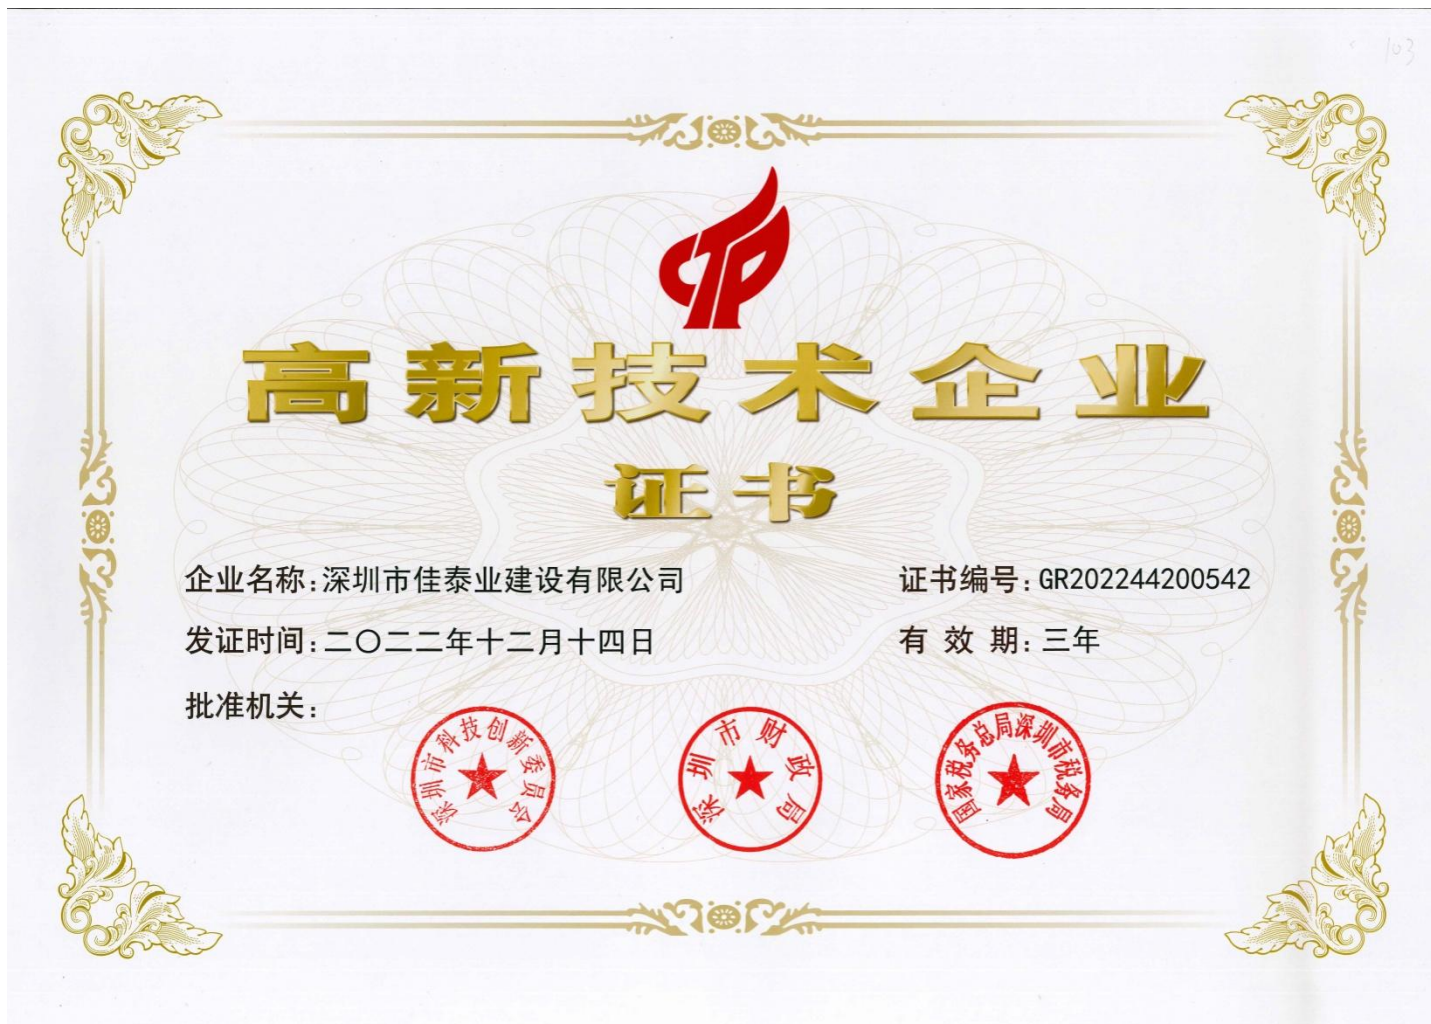 103
高新技术企业
证书
企业名称:深圳市佳泰业建设有限公司
证书编号:GR202244200542
发证时间:二〇二二年十二月十四日
有 效 期:三年
批准机关:
深圳市科技创新委员会
深圳市财政局
国家税务总局深圳市税务局